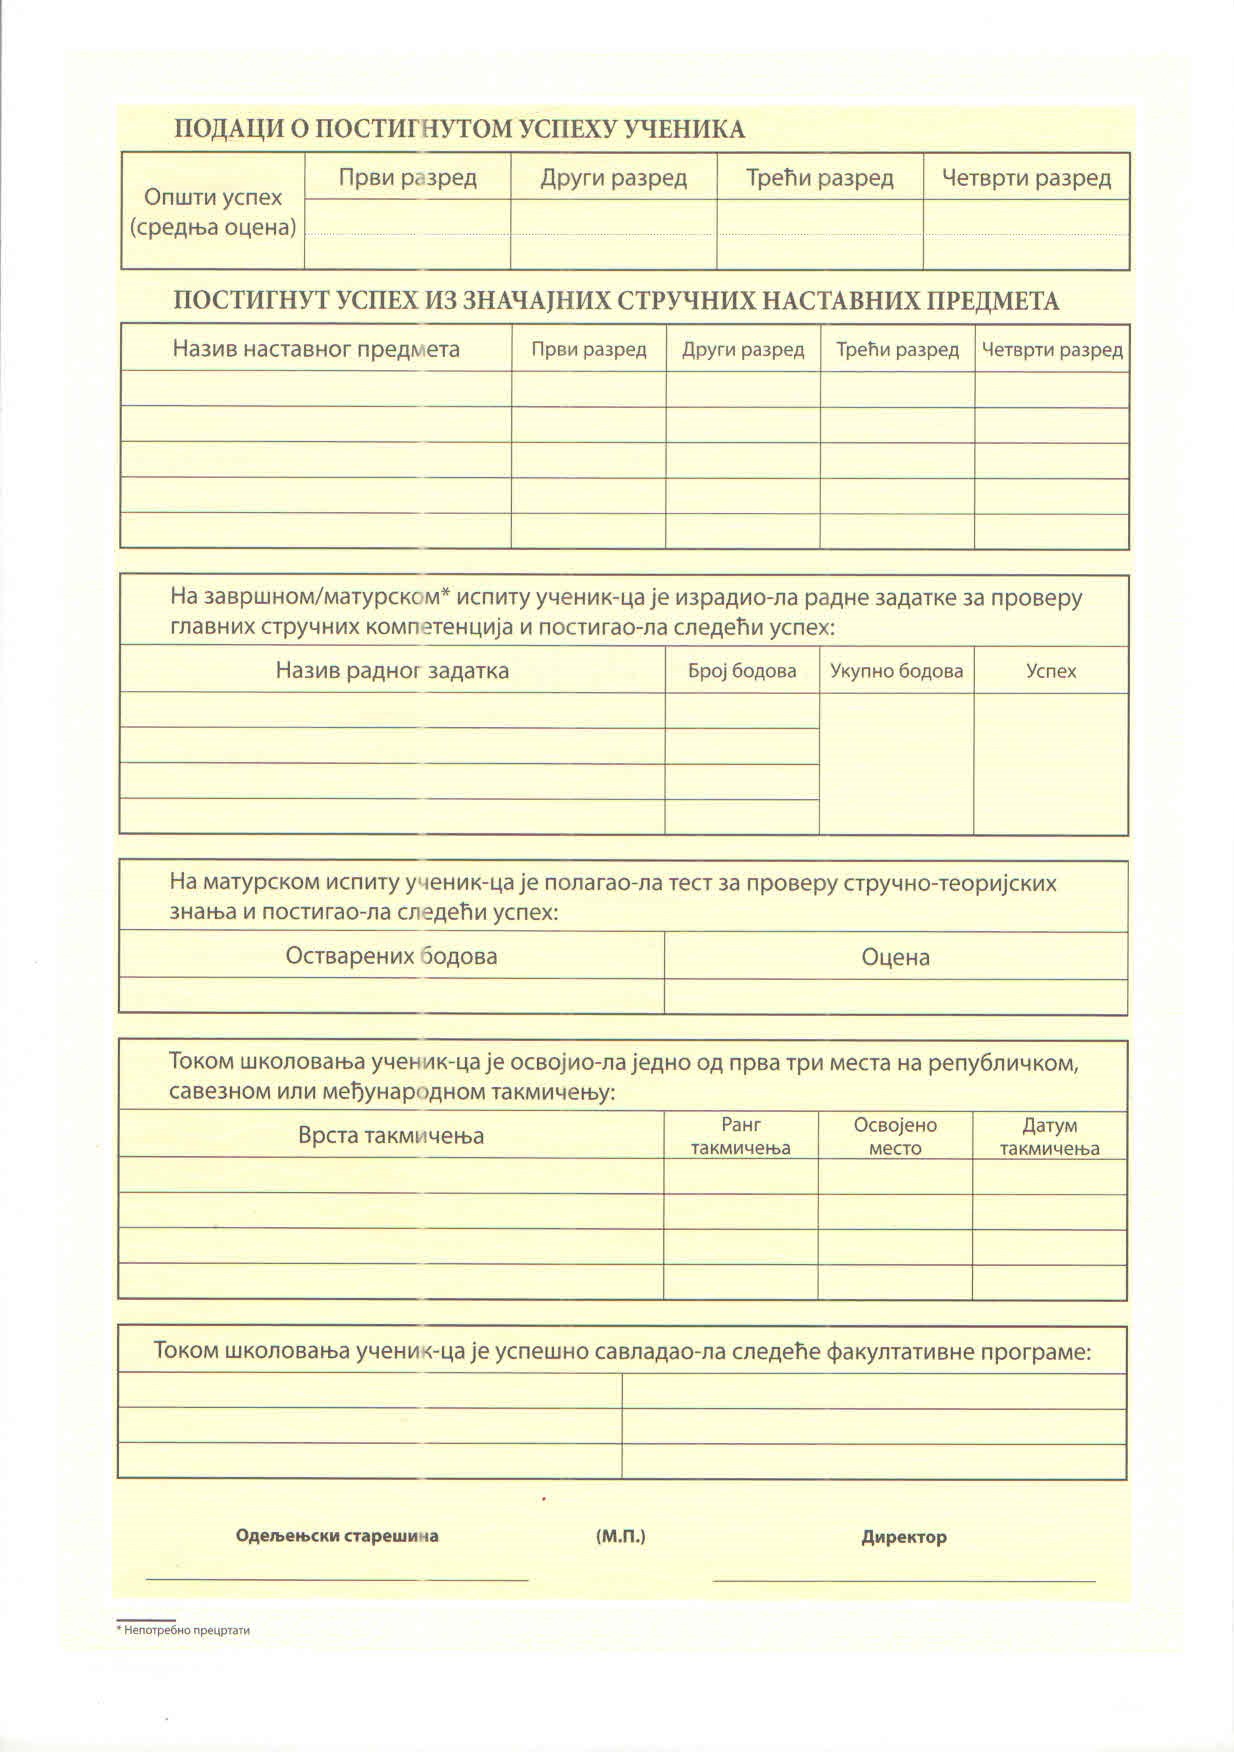 ПОДАЦИ О ПОСТИГНУТОМ УСПЕХУ УЧЕНИКА
Општи успех
(средња оцена)
Први разред Други разред Трећи разред Четврти разред
ПОСТИГНУТ УСПЕХ ИЗ ЗНАЧАЈНИХ СТРУЧНИХ НАСТАВНИХ ПРЕДМЕТА
Назив наставног предмета Први разред Други разред Трећи разред Четврти разред
На завршном/матурском* испиту ученик-ца је израдио-ла радне задатке за проверу
главних стручних компетенција и постигао-ла следећи успех:
Назив радног задатка Број бодова Укупно бодова Успех
На матурском испиту ученик-ца је полагао-ла тест за проверу стручно-теоријских
знања и постигао-ла следећи успех:
Остварених бодова Оцена
Током школовања ученик-ца је освојио-ла једно од прва три места на републичком,
савезном или међународном такмичењу:
Врста такмичења
Ранг
такмичења
Освојено
место
Датум
такмичења
Током школовања ученик-ца је успешно савладао-ла следеће факултативне програме:
Одељењски старешина (М.П.) Директор
* Непотребно прецртати